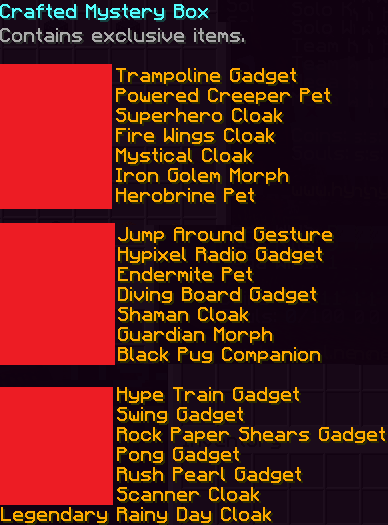 Crafted Mystery Box
Contains exclusive items.
Trampoline Gadget
Powered Creeper Pet
Superhero Cloak
Fire Wings Cloak
Mystical Cloak
Iron Golem Morph
Herobrine Pet
Jump Around Gesture
Hypixel Radio Gadget
Endermite Pet
Diving Board Gadget
Shaman Cloak
Guardian Morph
Black Pug Companion
Hype Train Gadget
Swing Gadget
Rock Paper Shears Gadget
Pong Gadget
Rush Pearl Gadget
Scanner Cloak
Legendary Rainy Day Cloak